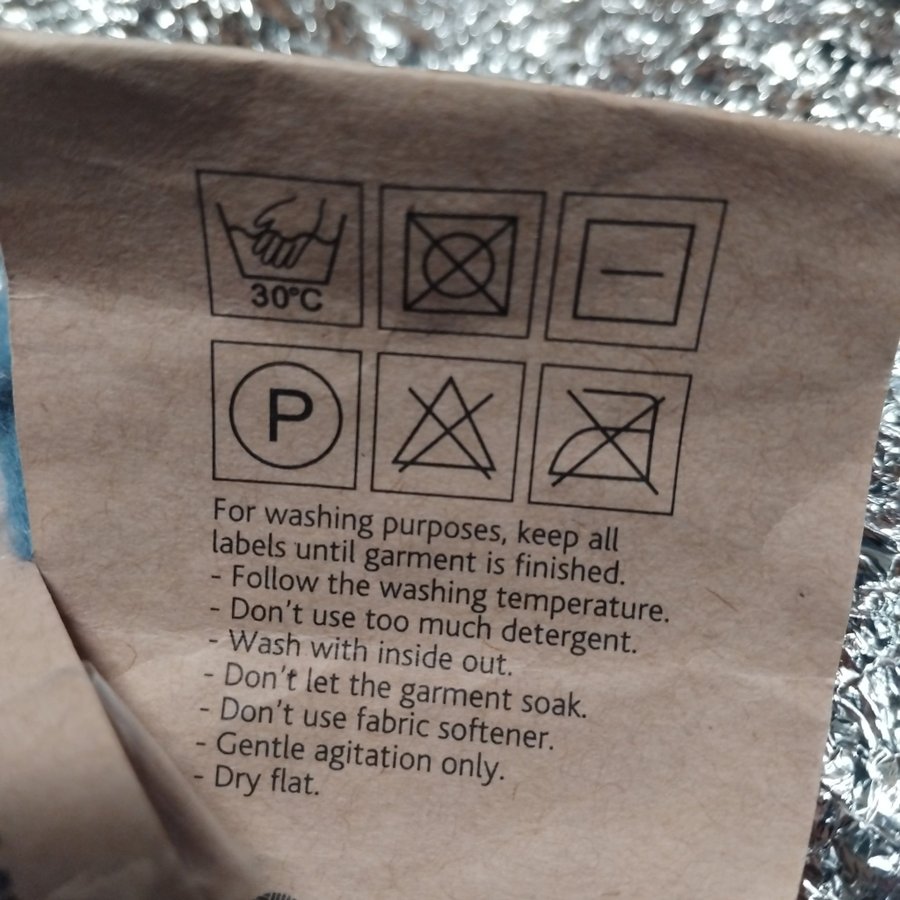 30°C
P
For washing purposes, keep all
labels until garment is finished.
- Follow the washing temperature.
- Don't use too much detergent.
- Wash with inside out.
- Don't let the garment soak.
- Don't use fabric softener.
- Gentle agitation only.
- Dry flat.